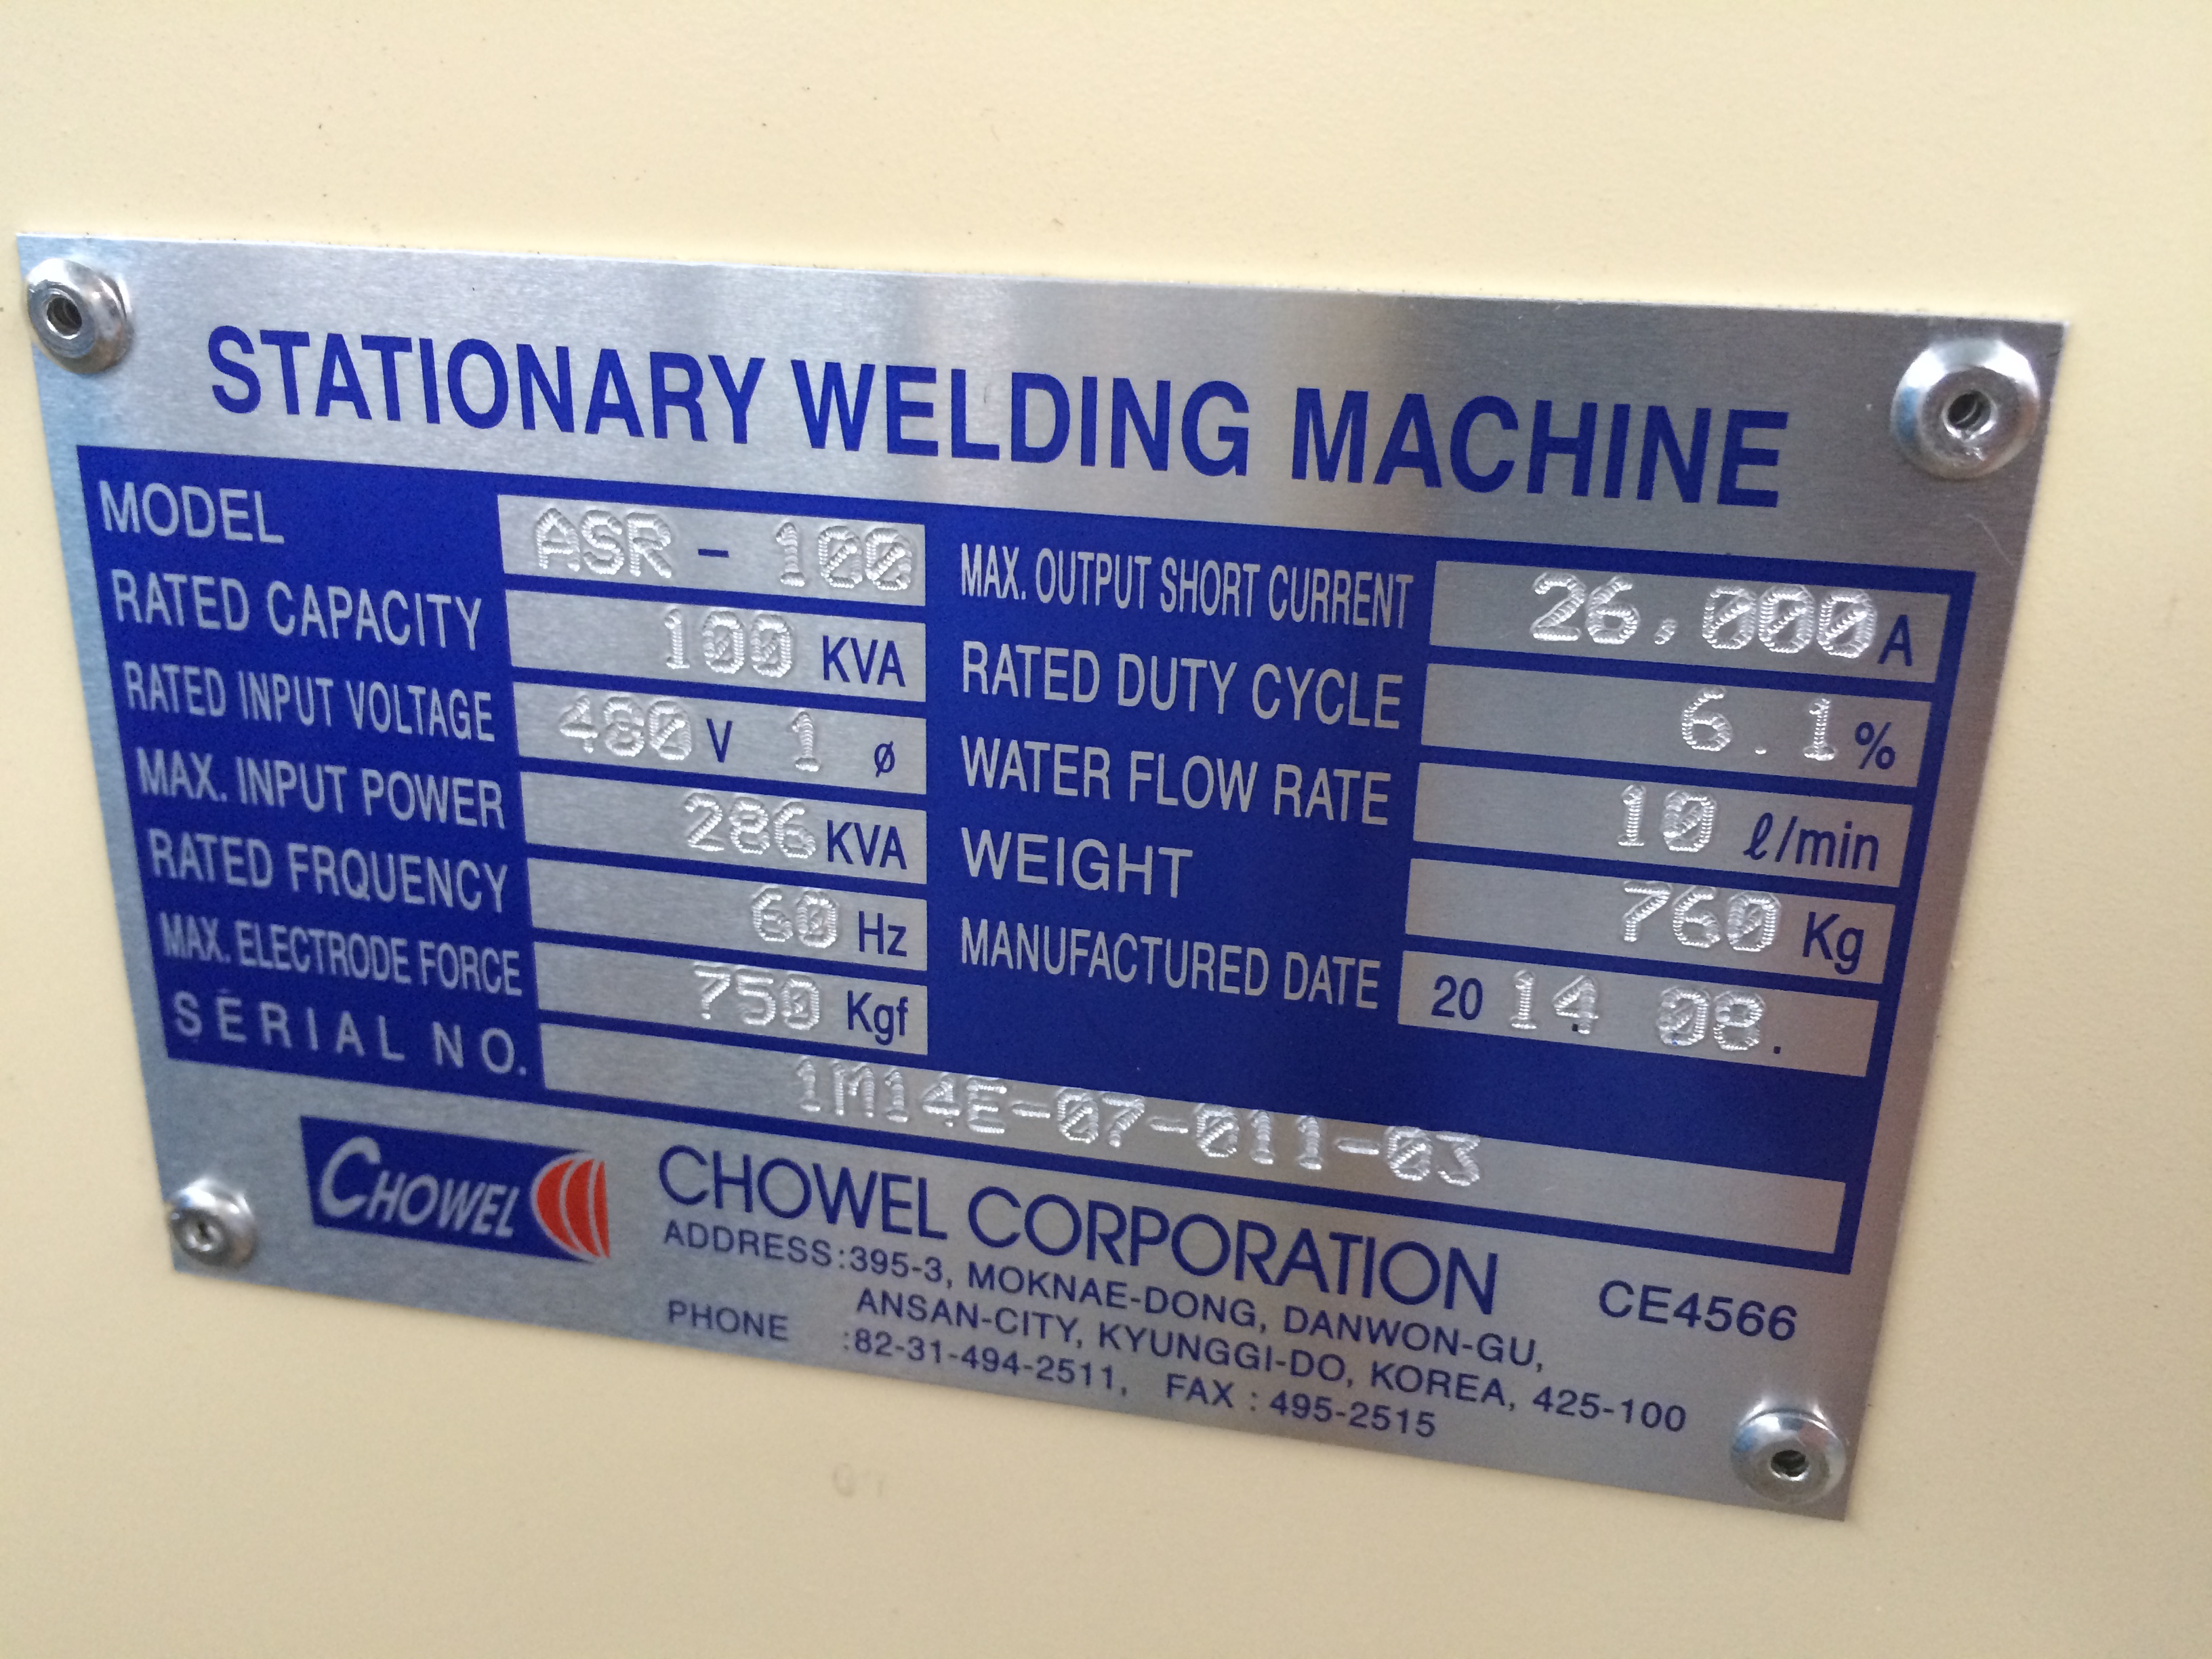 STATIONARY WELDING MACHINE
MODEL ASR - 100
RATED CAPACITY 100 KVA
RATED INPUT VOLTAGE 480 V 1 ø
MAX. INPUT POWER 286 KVA
RATED FRQUENCY 60 Hz
MAX. ELECTRODE FORCE 750 Kgf
SERIAL NO. 1M14E-07-011-03
MAX. OUTPUT SHORT CURRENT 26,000 A
RATED DUTY CYCLE 6.1 %
WATER FLOW RATE 10 ℓ/min
WEIGHT 760 Kg
MANUFACTURED DATE 20 14. 08.
CHOWEL
CHOWEL CORPORATION
CE4566
ADDRESS:395-3, MOKNAE-DONG, DANWON-GU,
ANSAN-CITY, KYUNGGI-DO, KOREA, 425-100
PHONE :82-31-494-2511, FAX : 495-2515